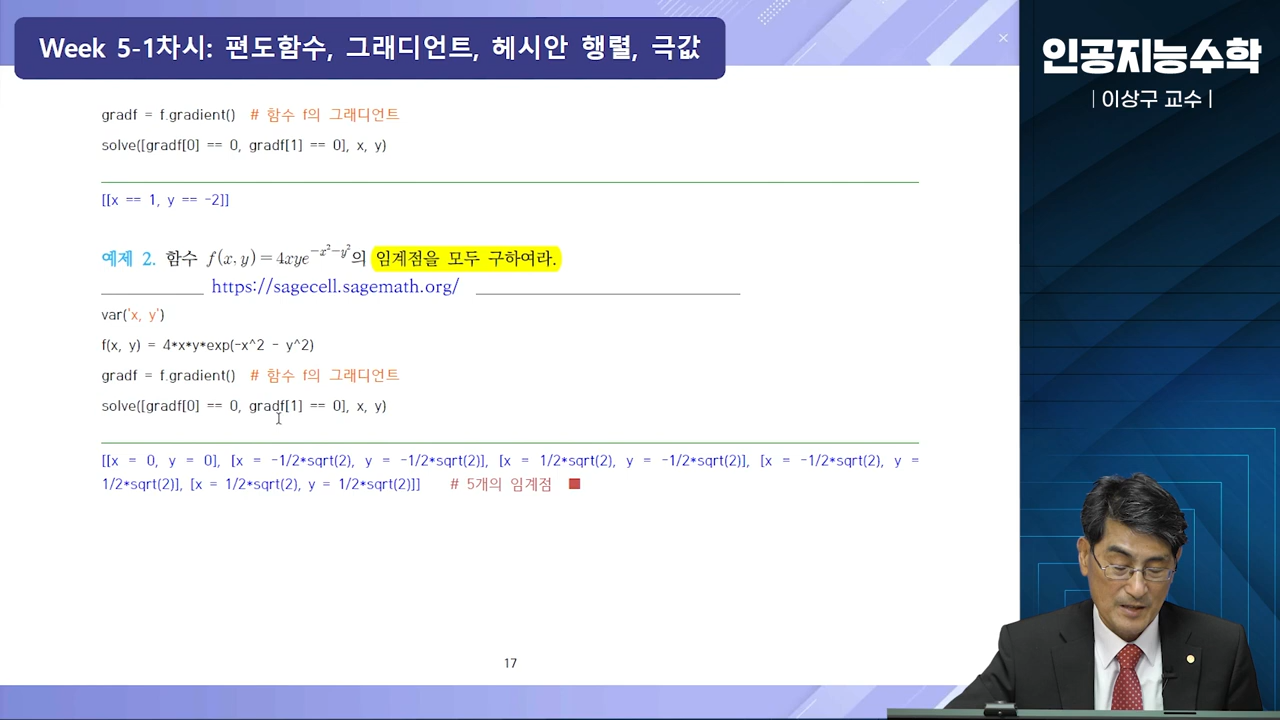 Week 5-1차시: 편도함수, 그래디언트, 헤시안 행렬, 극값
인공지능수학
| 이상구 교수 |
gradf = f.gradient() # 함수 f의 그래디언트
solve([gradf[0] == 0, gradf[1] == 0], x, y)
[[x == 1, y == -2]]
예제 2. 함수 f(x, y) = 4xye^{-x^2-y^2}의 임계점을 모두 구하여라.
https://sagecell.sagemath.org/
var('x, y')
f(x, y) = 4*x*y*exp(-x^2 - y^2)
gradf = f.gradient() # 함수 f의 그래디언트
solve([gradf[0] == 0, gradf[1] == 0], x, y)
[[x = 0, y = 0], [x = -1/2*sqrt(2), y = -1/2*sqrt(2)], [x = 1/2*sqrt(2), y = -1/2*sqrt(2)], [x = -1/2*sqrt(2), y =
1/2*sqrt(2)], [x = 1/2*sqrt(2), y = 1/2*sqrt(2)]] # 5개의 임계점 ■
17